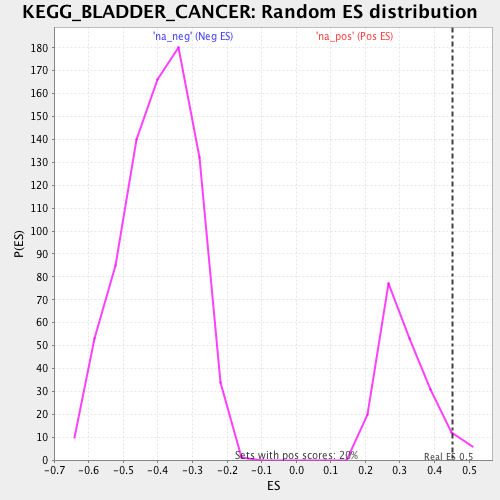 KEGG_BLADDER_CANCER: Random ES distribution
'na_neg' (Neg ES) 'na_pos' (Pos ES)
180
170
160
150
140
130
120
110
100
90
80
70
60
50
40
30
20
10
0
P(ES)
Sets with pos scores: 20%
Real ES 0.5
-0.7 -0.6 -0.5 -0.4 -0.3 -0.2 -0.1 0.0 0.1 0.2 0.3 0.4 0.5
ES